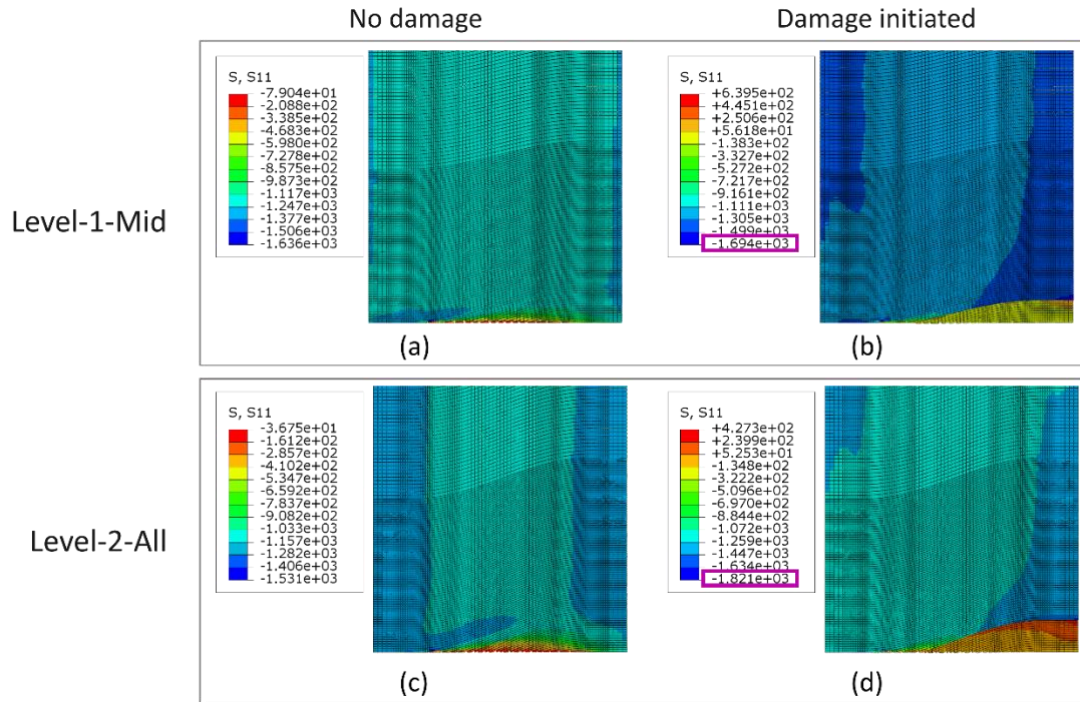 No damage
Damage initiated
Level-1-Mid
S, S11
-7.904e+01
-2.088e+02
-3.385e+02
-4.683e+02
-5.980e+02
-7.278e+02
-8.575e+02
-9.873e+02
-1.117e+03
-1.247e+03
-1.377e+03
-1.506e+03
-1.636e+03
(a)
S, S11
+6.395e+02
+4.451e+02
+2.506e+02
+5.618e+01
-1.383e+02
-3.327e+02
-5.272e+02
-7.217e+02
-9.161e+02
-1.111e+03
-1.305e+03
-1.499e+03
-1.694e+03
(b)
Level-2-All
S, S11
-3.675e+01
-1.612e+02
-2.857e+02
-4.102e+02
-5.347e+02
-6.592e+02
-7.837e+02
-9.082e+02
-1.033e+03
-1.157e+03
-1.282e+03
-1.406e+03
-1.531e+03
(c)
S, S11
+4.273e+02
+2.399e+02
+5.253e+01
-1.348e+02
-3.222e+02
-5.096e+02
-6.970e+02
-8.844e+02
-1.072e+03
-1.259e+03
-1.447e+03
-1.634e+03
-1.821e+03
(d)